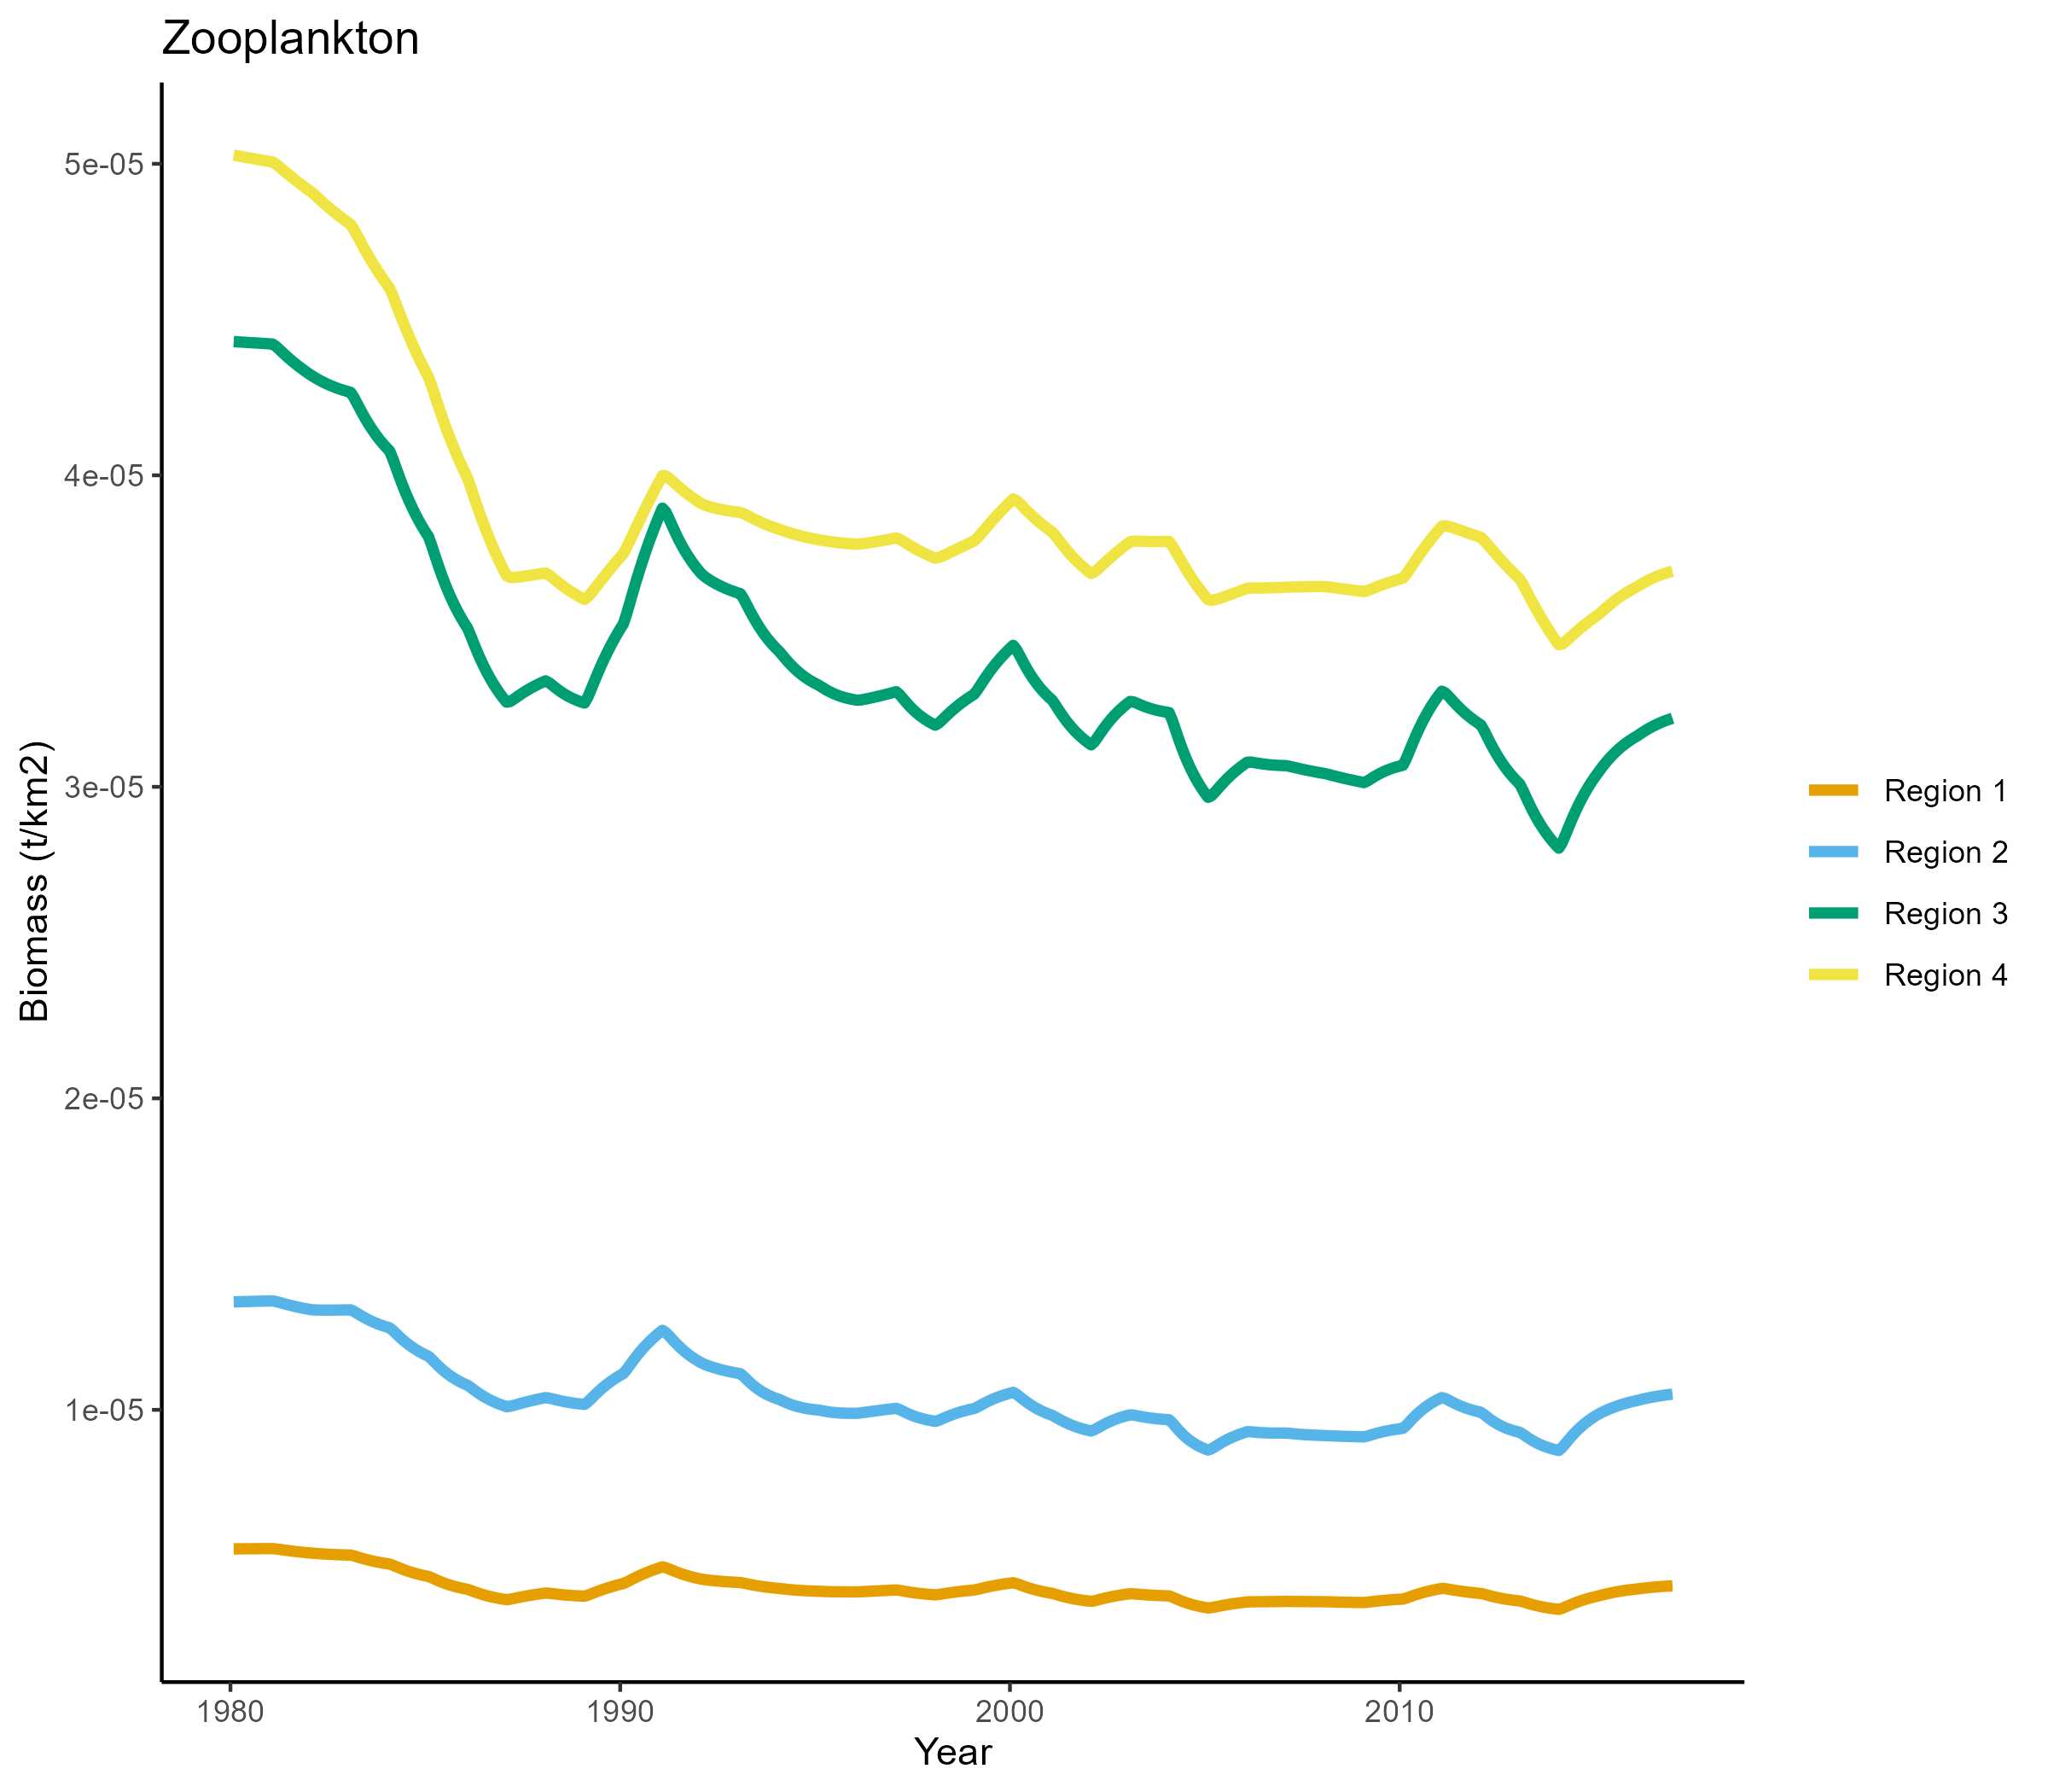 Zooplankton
Biomass (t/km2)
5e-05
4e-05
3e-05
2e-05
1e-05
1980
1990
2000
2010
Year
Region 1
Region 2
Region 3
Region 4